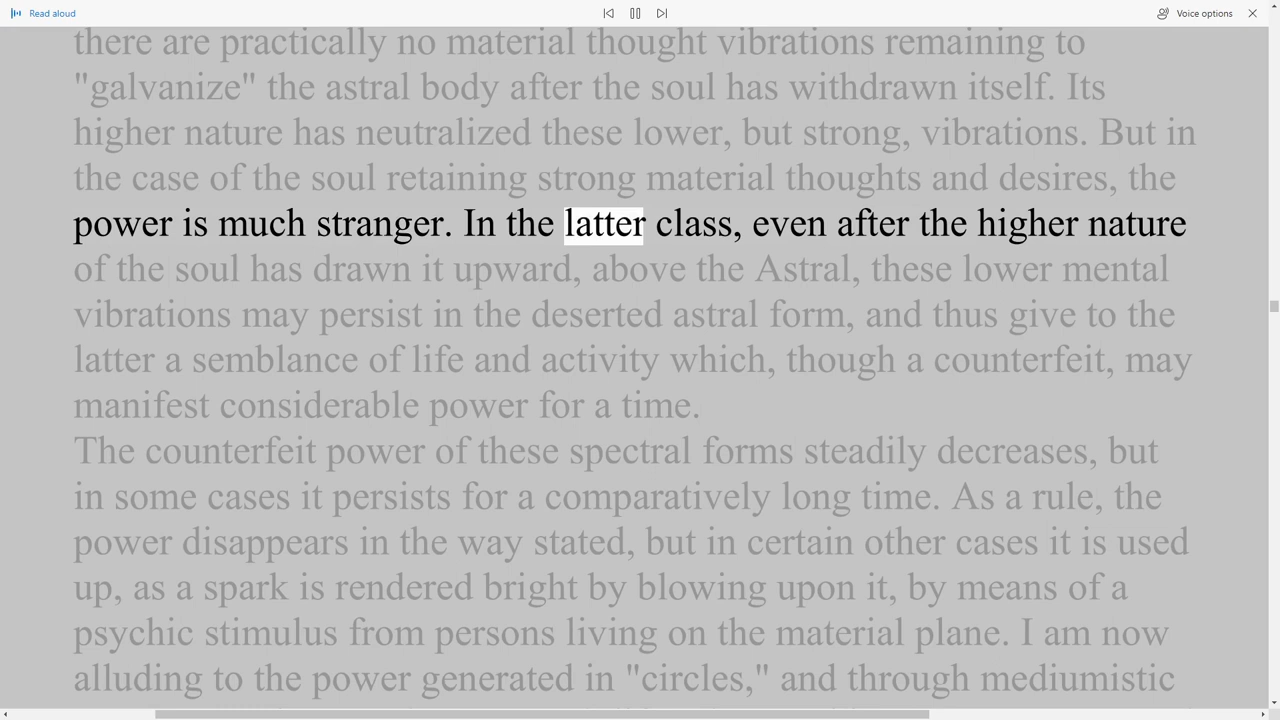 Read aloud
Voice options
there are practically no material thought vibrations remaining to
"galvanize" the astral body after the soul has withdrawn itself. Its
higher nature has neutralized these lower, but strong, vibrations. But in
the case of the soul retaining strong material thoughts and desires, the
power is much stranger. In the latter class, even after the higher nature
of the soul has drawn it upward, above the Astral, these lower mental
vibrations may persist in the deserted astral form, and thus give to the
latter a semblance of life and activity which, though a counterfeit, may
manifest considerable power for a time.
The counterfeit power of these spectral forms steadily decreases, but
in some cases it persists for a comparatively long time. As a rule, the
power disappears in the way stated, but in certain other cases it is used
up, as a spark is rendered bright by blowing upon it, by means of a
psychic stimulus from persons living on the material plane. I am now
alluding to the power generated in "circles," and through mediumistic